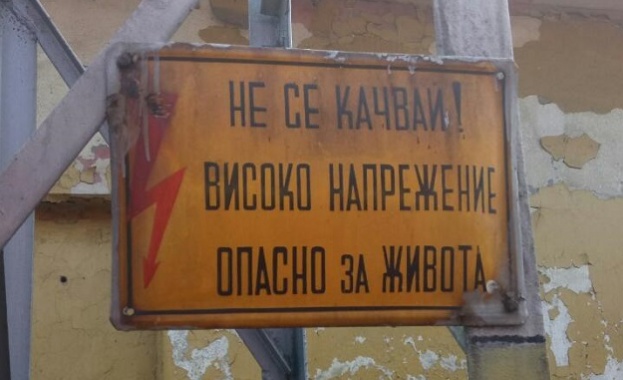 НЕ СЕ КАЧВАЙ!
ВИСОКО НАПРЕЖЕНИЕ
ОПАСНО ЗА ЖИВОТА